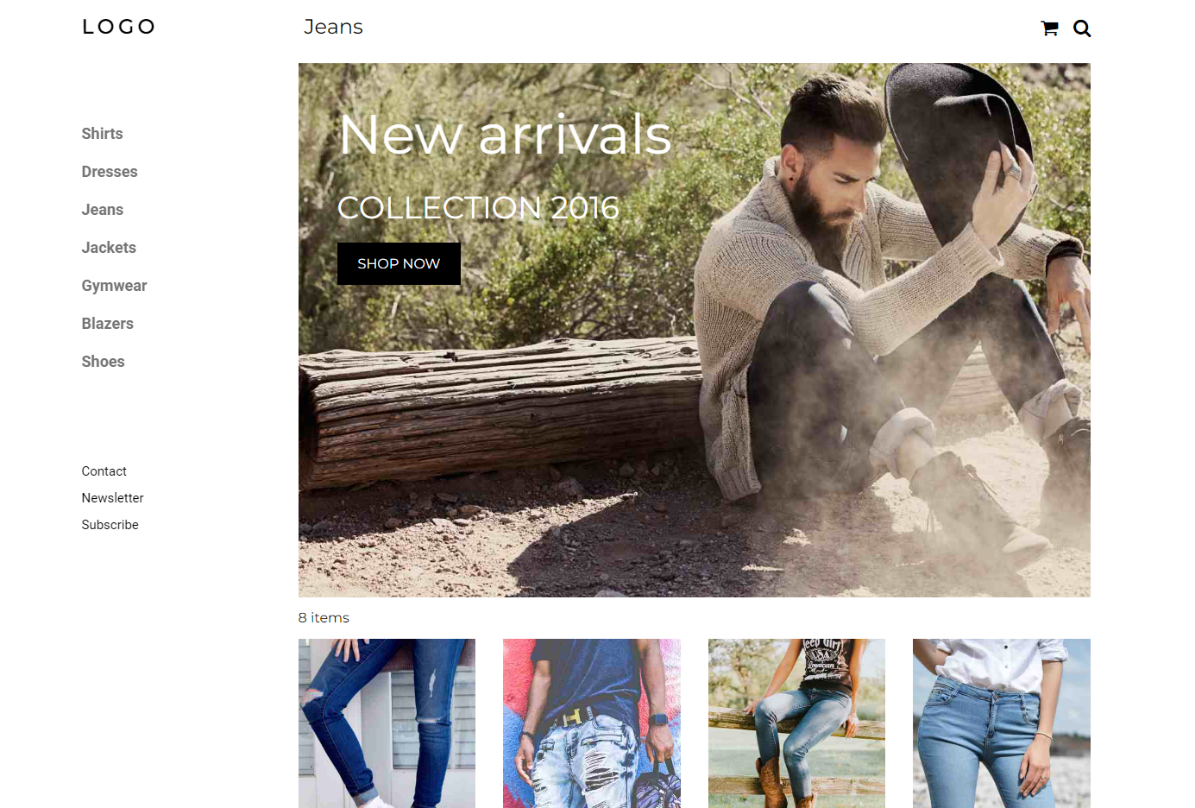 LOGO
Jeans
Shirts
Dresses
Jeans
Jackets
Gymwear
Blazers
Shoes
Contact
Newsletter
Subscribe
New arrivals
COLLECTION 2016
SHOP NOW
8 items